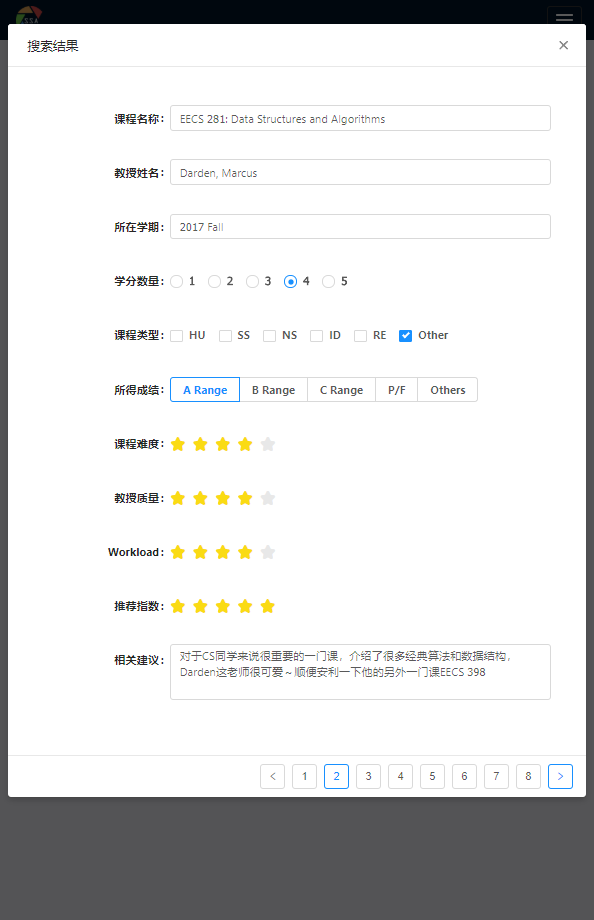 搜索结果
课程名称: EECS 281: Data Structures and Algorithms
教授姓名: Darden, Marcus
所在学期: 2017 Fall
学分数量: 1 2 3 4 5
课程类型: HU SS NS ID RE Other
所得成绩: A Range B Range C Range P/F Others
课程难度:
教授质量:
Workload:
推荐指数:
相关建议: 对于CS同学来说很重要的一门课，介绍了很多经典算法和数据结构，
Darden这老师很可爱～顺便安利一下他的另外一门课EECS 398
< 1 2 3 4 5 6 7 8 >